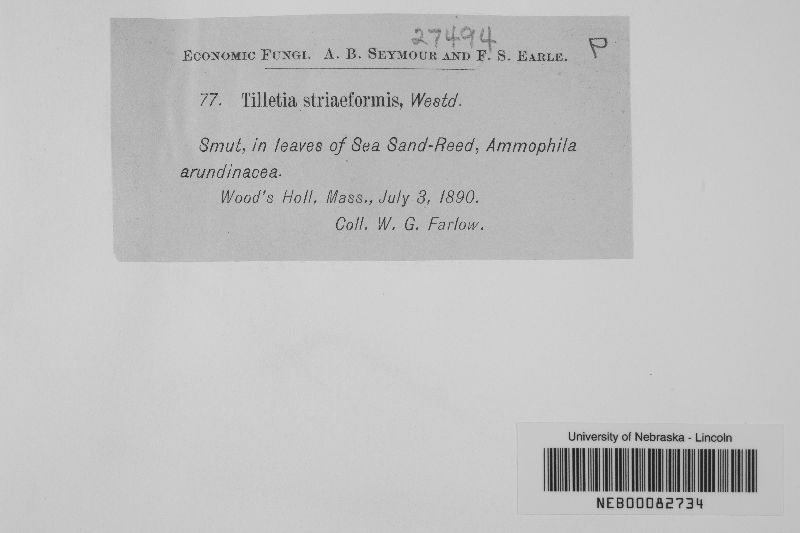 27494
P
ECONOMIC FUNGI. A. B. SEYMOUR AND F. S. EARLE.
77. Tilletia striaeformis, Westd.
Smut, in leaves of Sea Sand-Reed, Ammophila
arundinacea.
Wood's Holl, Mass., July 3, 1890.
Coll. W. G. Farlow.
University of Nebraska - Lincoln
NEB00082734